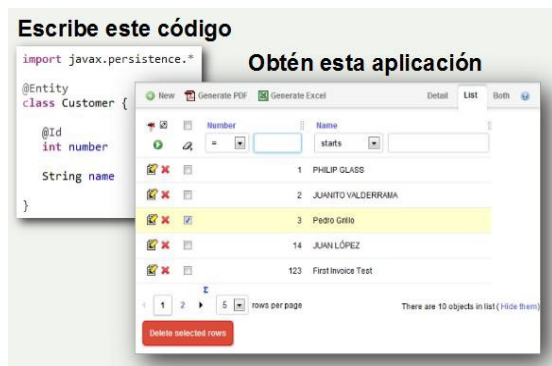 Escribe este código
import javax.persistence.*
@Entity
class Customer {
@Id
int number
String name
}
Obtén esta aplicación
New Generate PDF Generate Excel Detail List Both
Number Name
= starts
1 PHILIP GLASS
2 JUANITO VALDERRAMA
3 Pedro Grillo
14 JUAN LÓPEZ
123 First Invoice Test
Σ
1 2 5 rows per page There are 10 objects in list (Hide them)
Delete selected rows